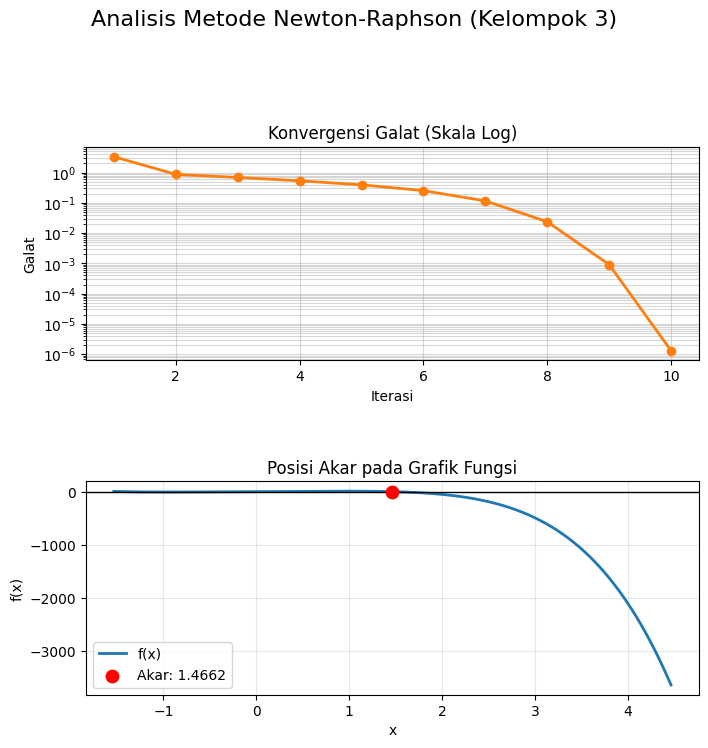 Analisis Metode Newton-Raphson (Kelompok 3)
Konvergensi Galat (Skala Log)
10⁰
10⁻¹
10⁻²
10⁻³
10⁻⁴
10⁻⁵
10⁻⁶
Galat
2 4 6 8 10
Iterasi
Posisi Akar pada Grafik Fungsi
0
−1000
−2000
−3000
f(x)
f(x)
Akar: 1.4662
−1 0 1 2 3 4
x